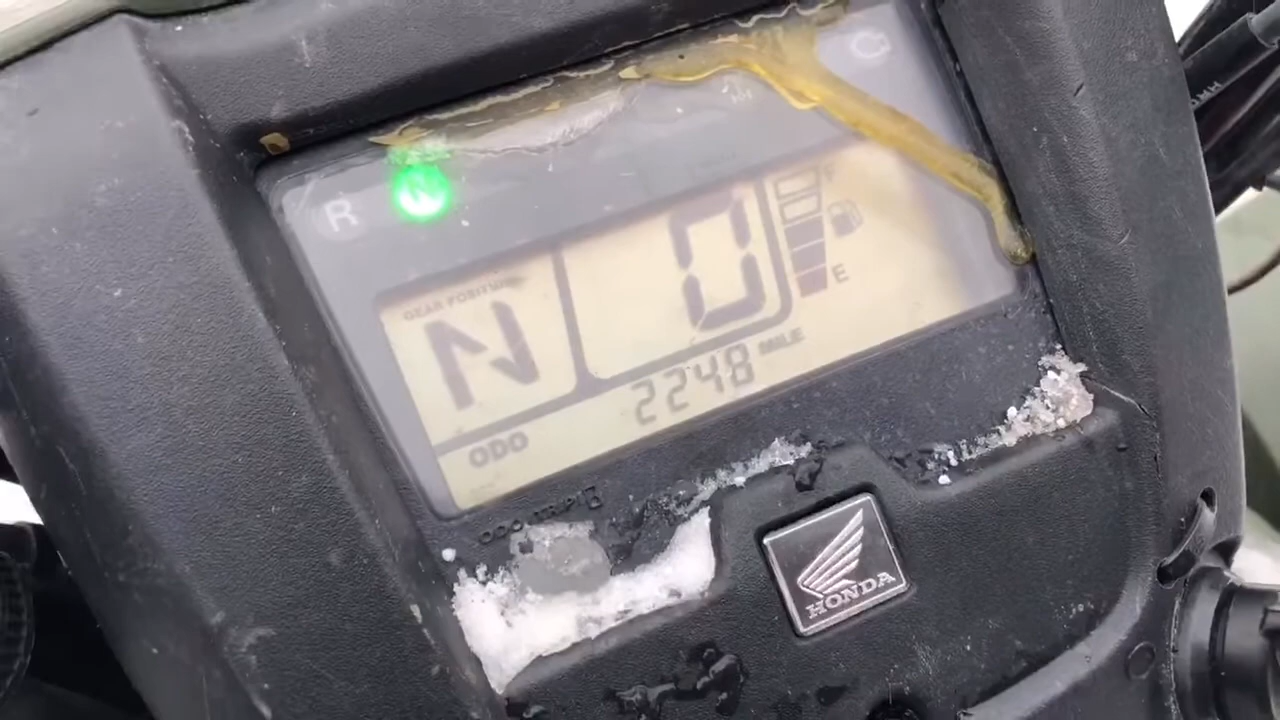 R N
GEAR POSITION
N 0 F
E
2248 MILE
ODO
ODO TRIP
HONDA